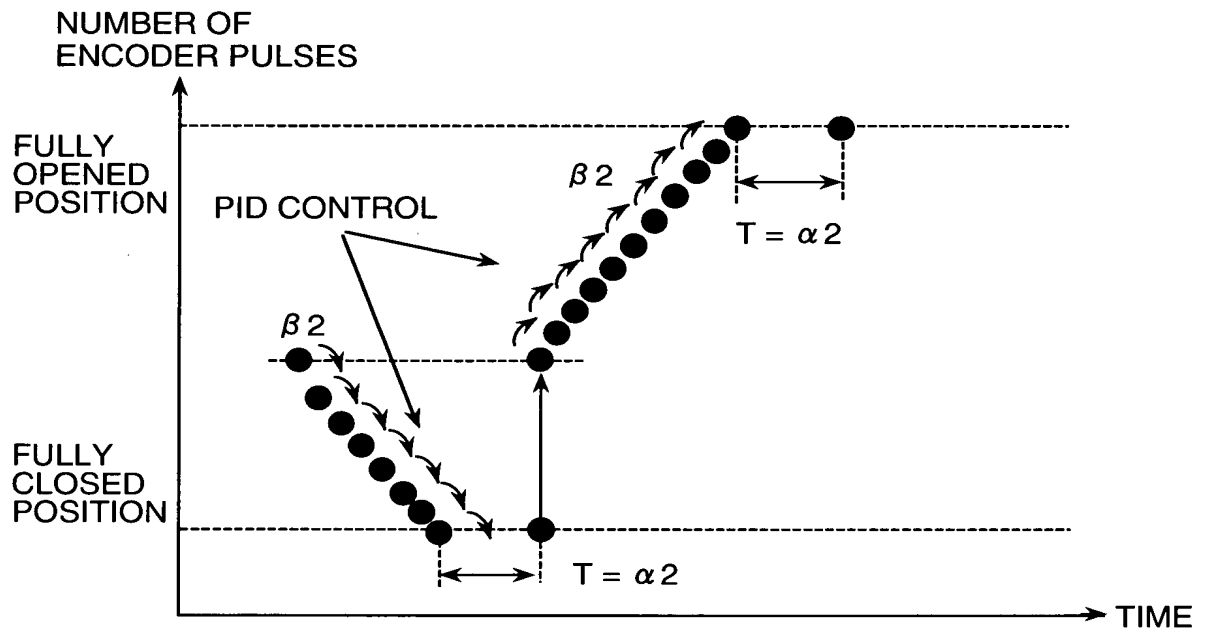 NUMBER OF
ENCODER PULSES
FULLY
OPENED
POSITION
PID CONTROL
β2
T = α2
β2
FULLY
CLOSED
POSITION
T = α2
TIME